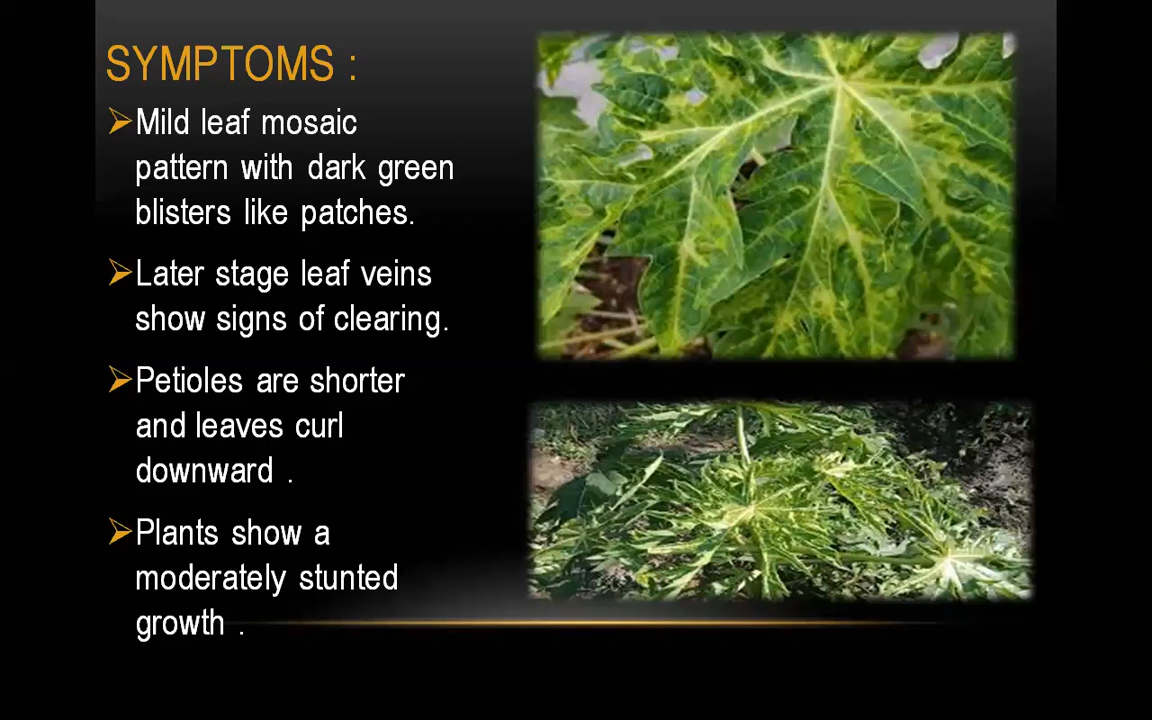 SYMPTOMS :
➢Mild leaf mosaic
pattern with dark green
blisters like patches.
➢Later stage leaf veins
show signs of clearing.
➢Petioles are shorter
and leaves curl
downward .
➢Plants show a
moderately stunted
growth .